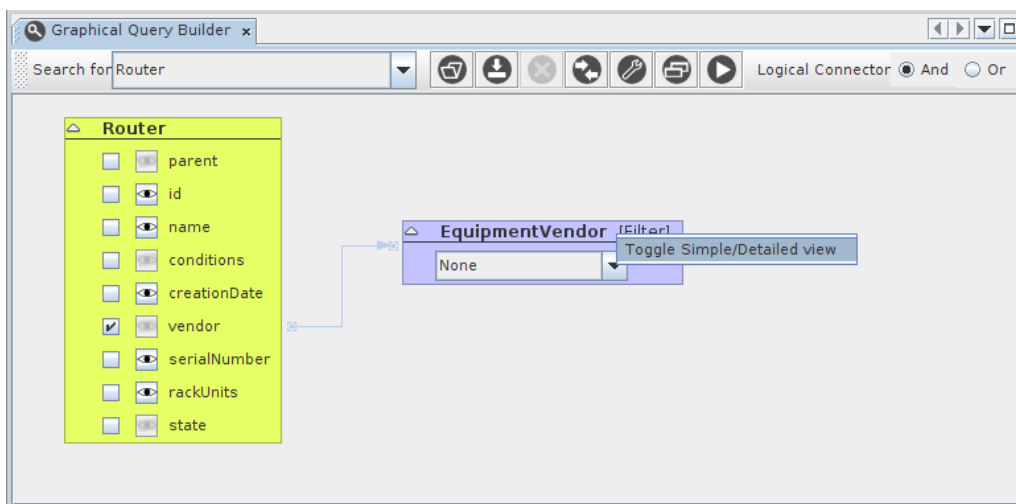 Graphical Query Builder x
Search for Router Logical Connector And Or
Router
parent
id
name
conditions
creationDate
vendor
serialNumber
rackUnits
state
EquipmentVendor [Filter]
Toggle Simple/Detailed view
None